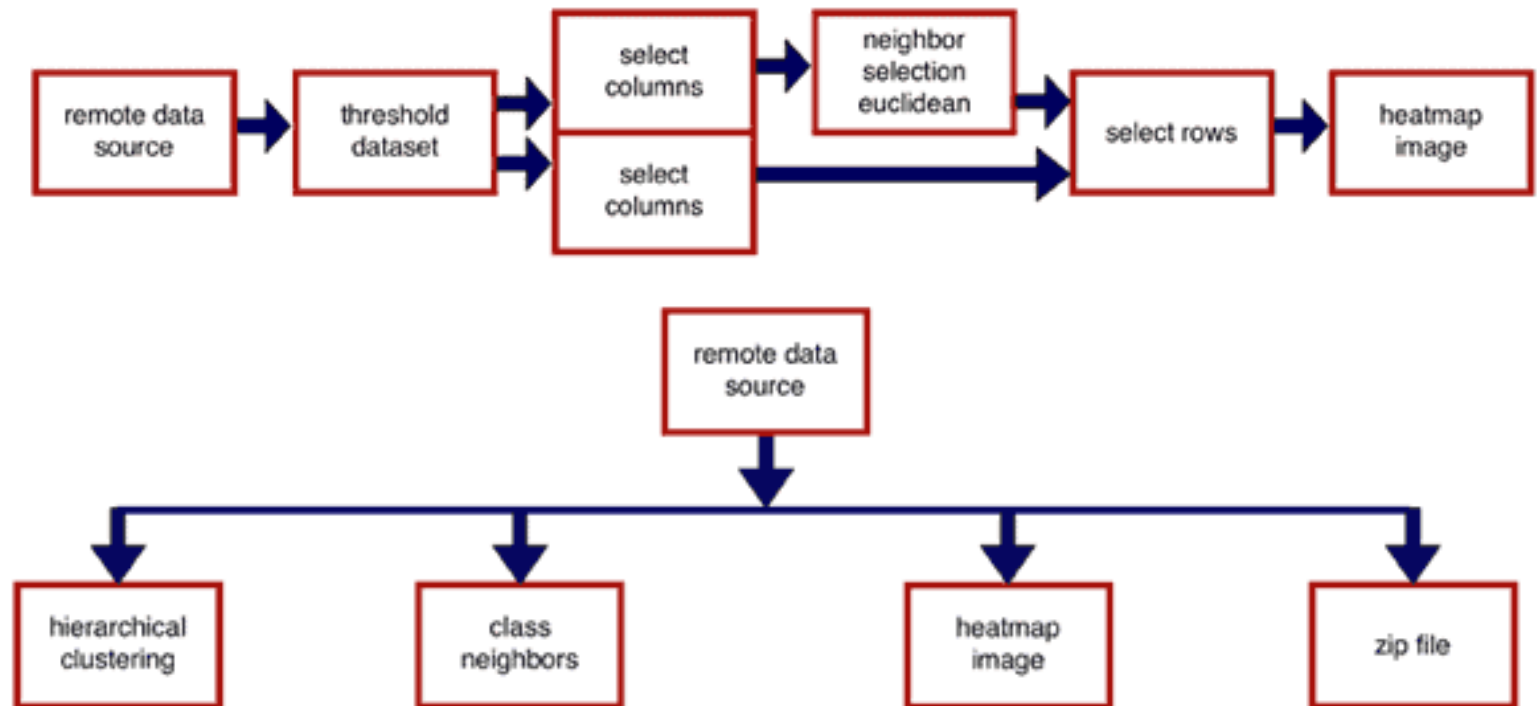 remote data
source
threshold
dataset
select
columns
select
columns
neighbor
selection
euclidean
select rows
heatmap
image
remote data
source
hierarchical
clustering
class
neighbors
heatmap
image
zip file